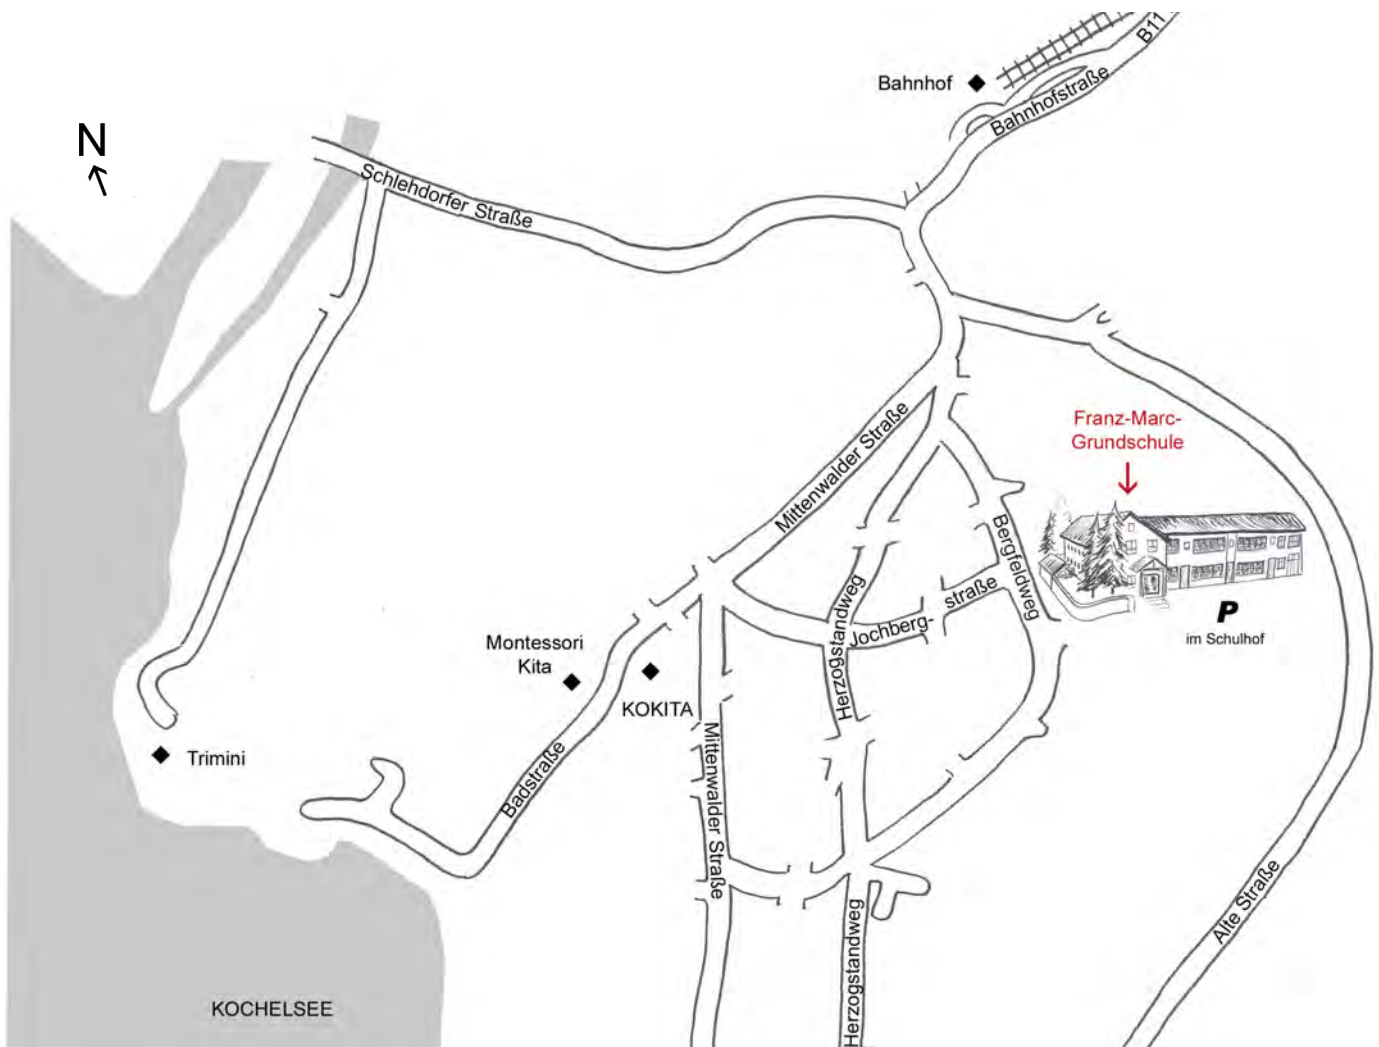 B11
Bahnhof
Bahnhofstraße
N
Schlehdorfer Straße
Mittenwalder Straße
Franz-Marc-
Grundschule
Bergfeldweg
Jochberg-
straße
Herzogstandweg
P
im Schulhof
Montessori
Kita
KOKITA
Trimini
Badstraße
Mittenwalder Straße
Alte Straße
Herzogstandweg
KOCHELSEE